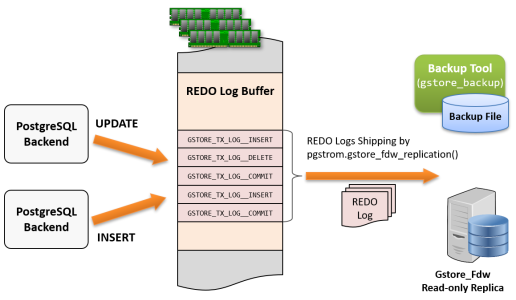 REDO Log Buffer
PostgreSQL
Backend
UPDATE
PostgreSQL
Backend
INSERT
GSTORE_TX_LOG__INSERT
GSTORE_TX_LOG__DELETE
GSTORE_TX_LOG__COMMIT
GSTORE_TX_LOG__INSERT
GSTORE_TX_LOG__COMMIT
REDO Logs Shipping by
pgstrom.gstore_fdw_replication()
REDO
Log
Backup Tool
(gstore_backup)
Backup File
Gstore_Fdw
Read-only Replica